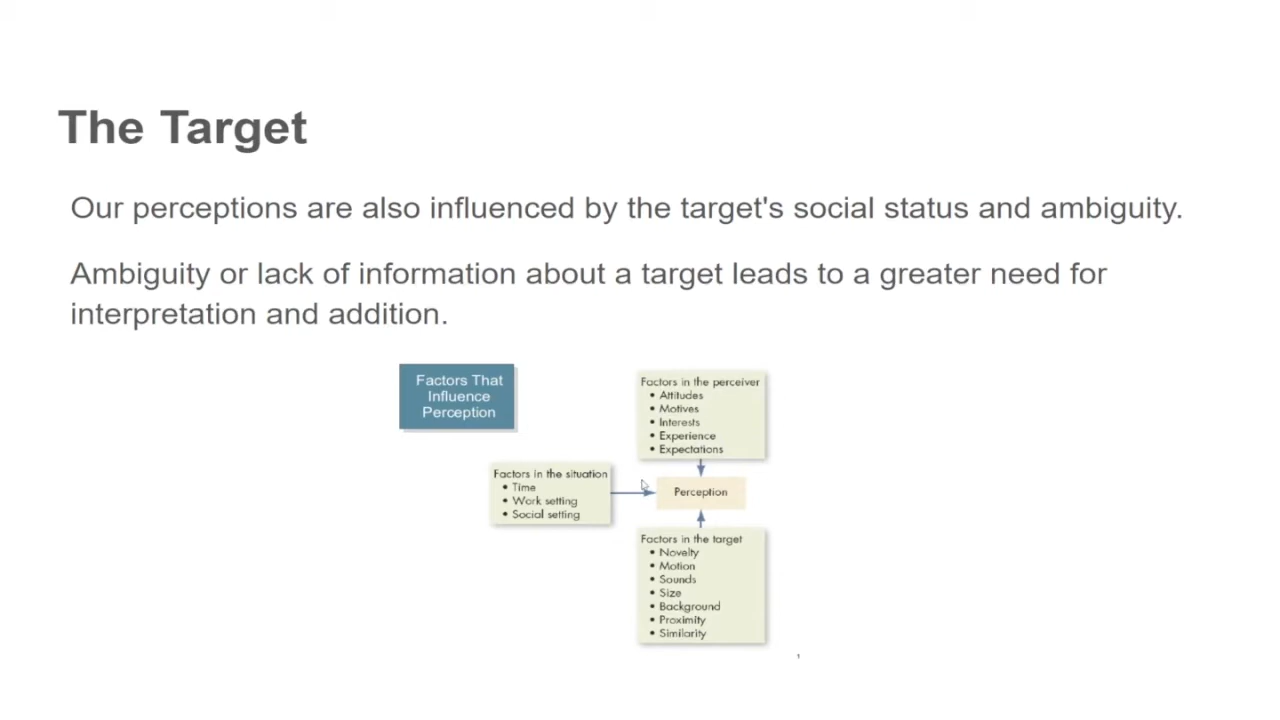 The Target
Our perceptions are also influenced by the target's social status and ambiguity.
Ambiguity or lack of information about a target leads to a greater need for
interpretation and addition.
Factors That
Influence
Perception
Factors in the perceiver
• Attitudes
• Motives
• Interests
• Experience
• Expectations
Factors in the situation
• Time
• Work setting
• Social setting
Perception
Factors in the target
• Novelty
• Motion
• Sounds
• Size
• Background
• Proximity
• Similarity